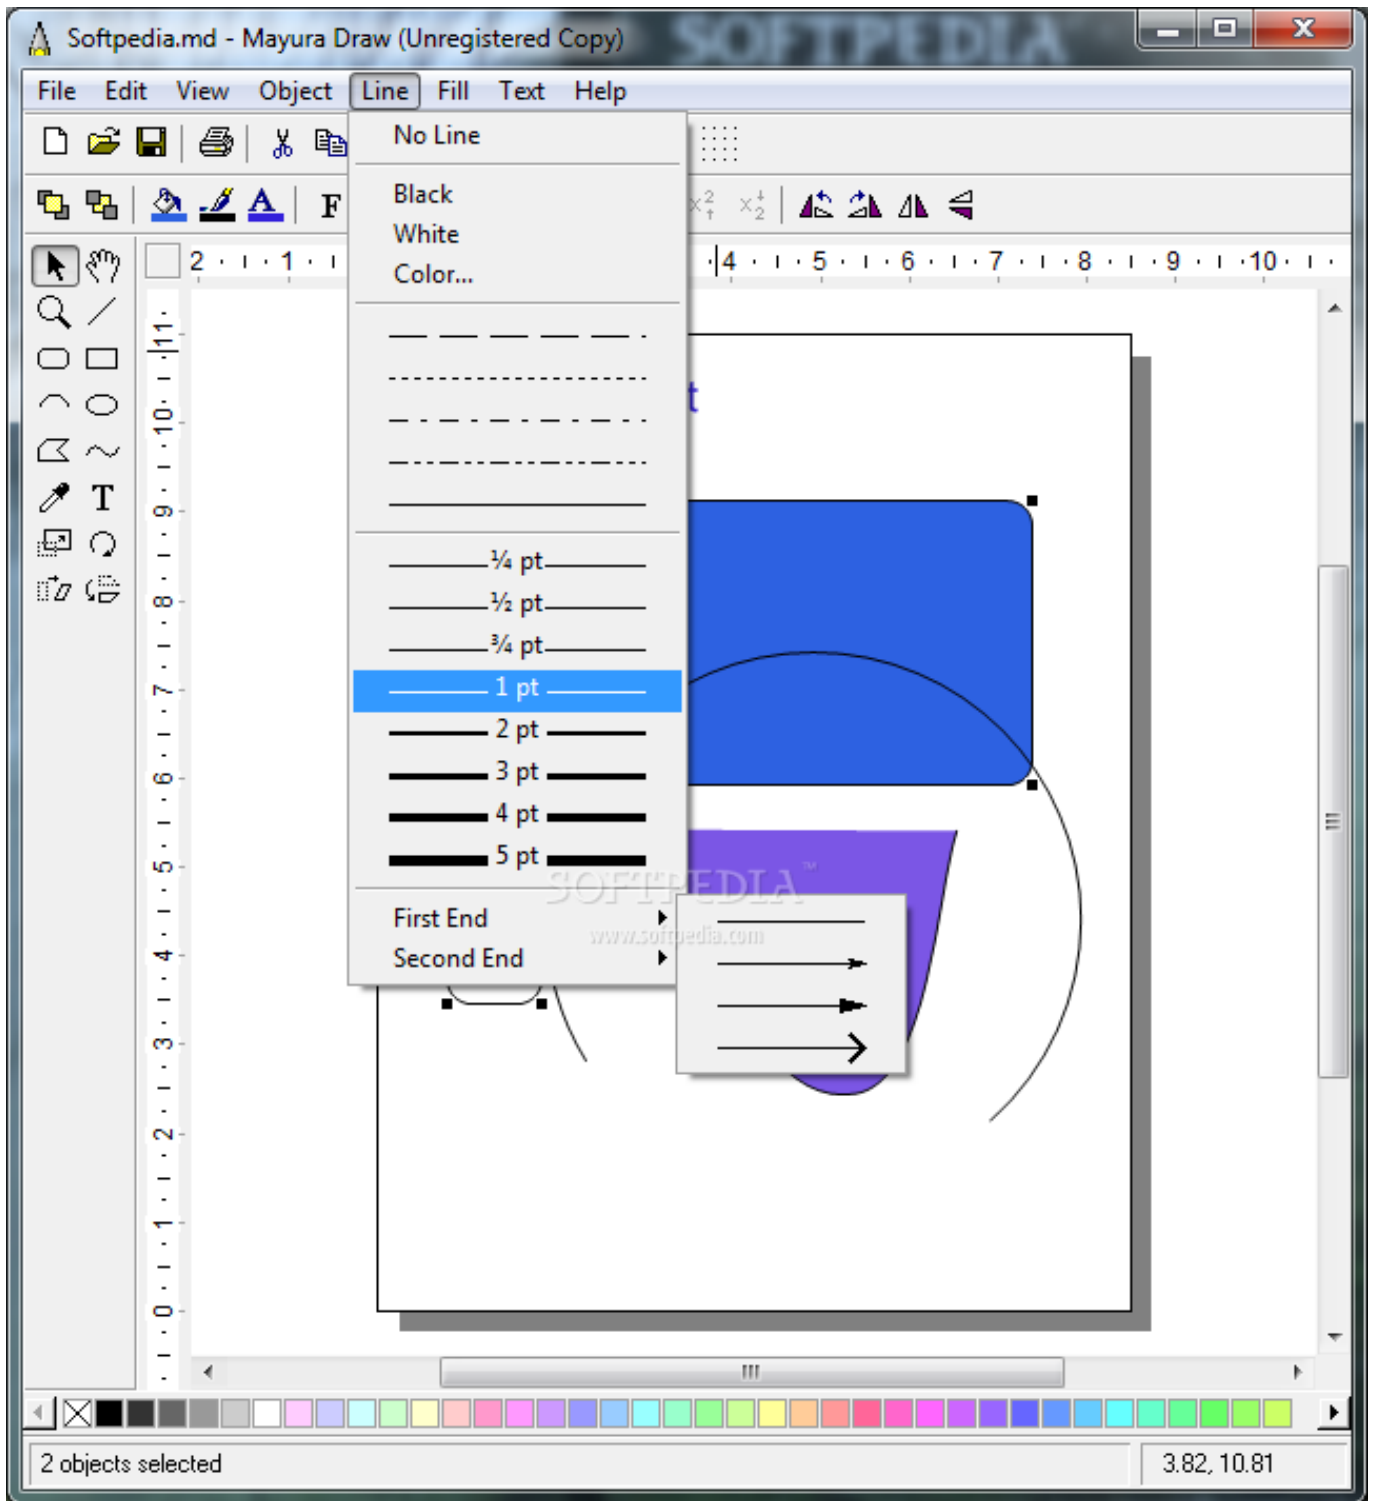 Softpedia.md - Mayura Draw (Unregistered Copy)
SOFTPEDIA
File Edit View Object Line Fill Text Help
No Line
Black
White
Color...
F
A
2 1 4 5 6 7 8 9 10
11
10
9
8
7
6
5
4
3
2
1
0
T
t
¼ pt
½ pt
¾ pt
1 pt
2 pt
3 pt
4 pt
5 pt
SOFTPEDIA™
www.softpedia.com
First End
Second End
2 objects selected
3.82, 10.81